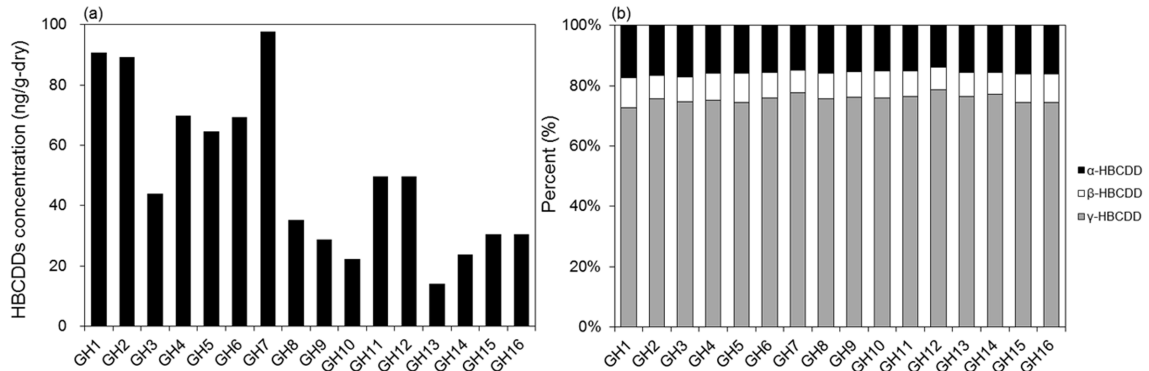 (a)
HBCDDs concentration (ng/g-dry)
100
80
60
40
20
0
GH1
GH2
GH3
GH4
GH5
GH6
GH7
GH8
GH9
GH10
GH11
GH12
GH13
GH14
GH15
GH16
(b)
Percent (%)
100%
80%
60%
40%
20%
0%
GH1
GH2
GH3
GH4
GH5
GH6
GH7
GH8
GH9
GH10
GH11
GH12
GH13
GH14
GH15
GH16
α-HBCDD
β-HBCDD
γ-HBCDD